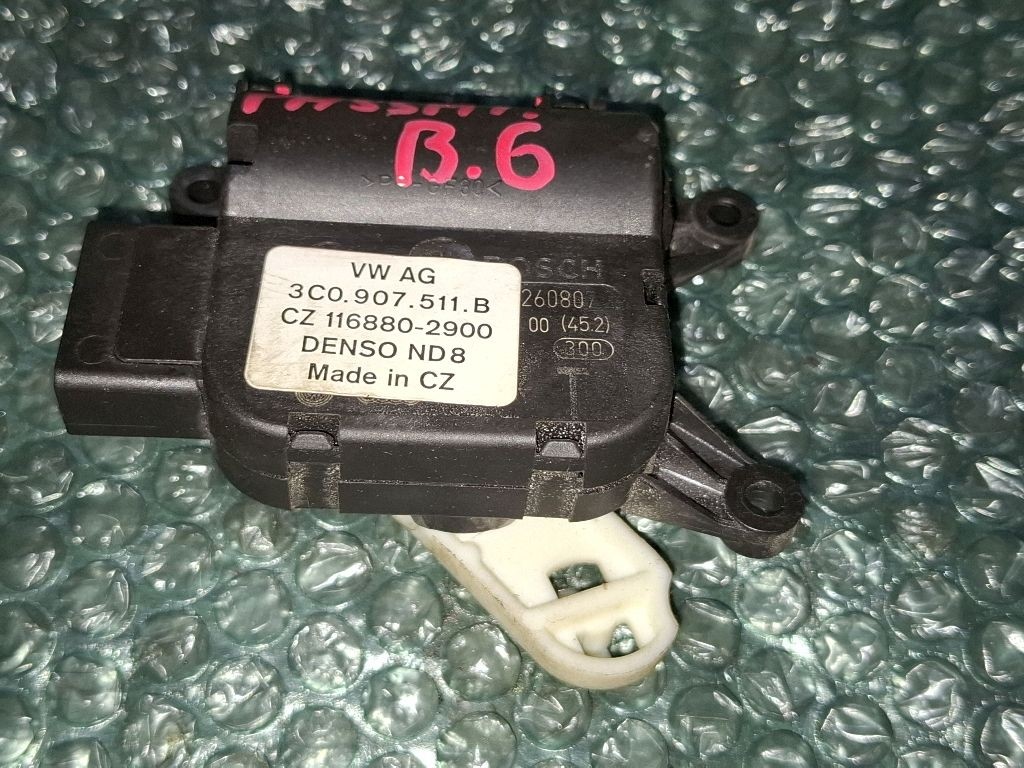 PASSAT
B.6
BOSCH
VW AG
3C0.907.511.B
CZ 116880-2900
DENSO ND8
Made in CZ
00 (45.2)
300